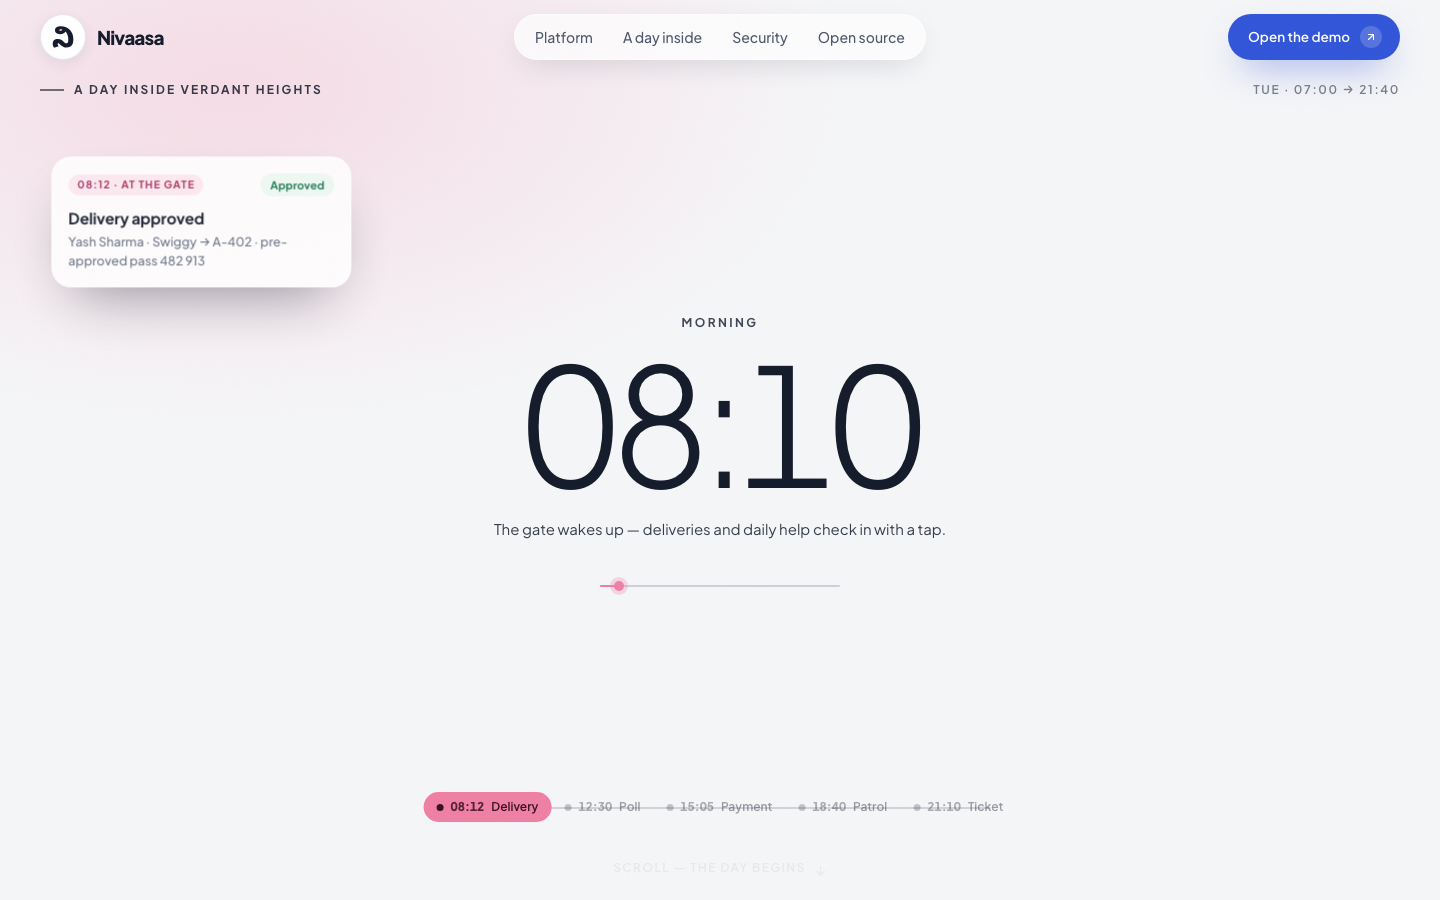 Nivaasa
Platform
A day inside
Security
Open source
Open the demo
A DAY INSIDE VERDANT HEIGHTS
TUE · 07:00 → 21:40
08:12 · AT THE GATE
Approved
Delivery approved
Yash Sharma · Swiggy → A-402 · pre-
approved pass 482 913
MORNING
08:10
The gate wakes up — deliveries and daily help check in with a tap.
08:12 Delivery
12:30 Poll
15:05 Payment
18:40 Patrol
21:10 Ticket
SCROLL — THE DAY BEGINS ↓